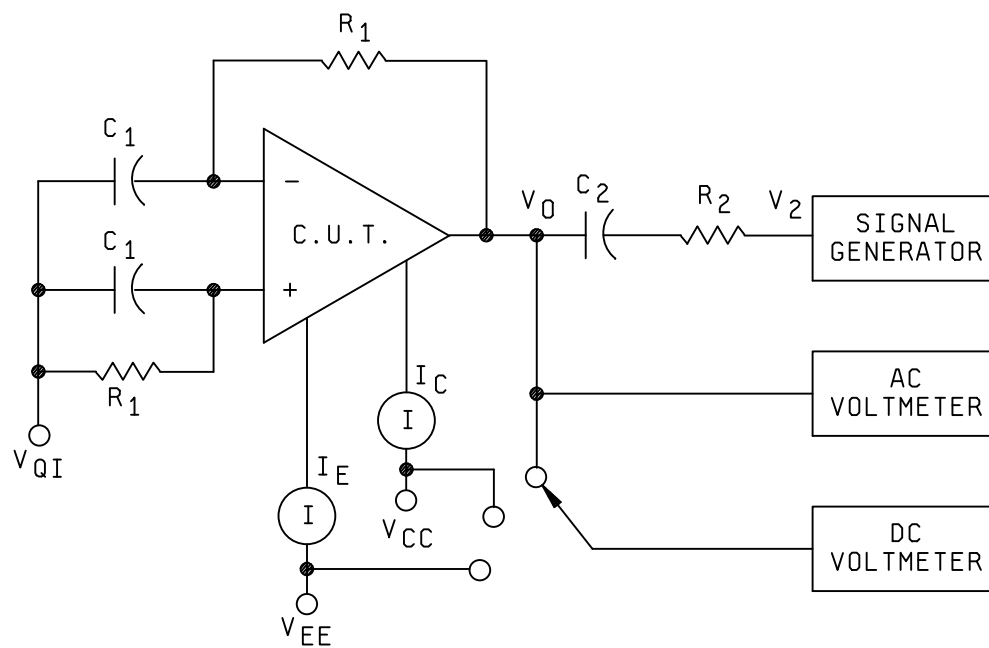 R1
C1
−
C.U.T.
C1
+
R1
VQI
IE
I
VEE
IC
I
VCC
VO
C2
R2
V2
SIGNAL
GENERATOR
AC
VOLTMETER
DC
VOLTMETER